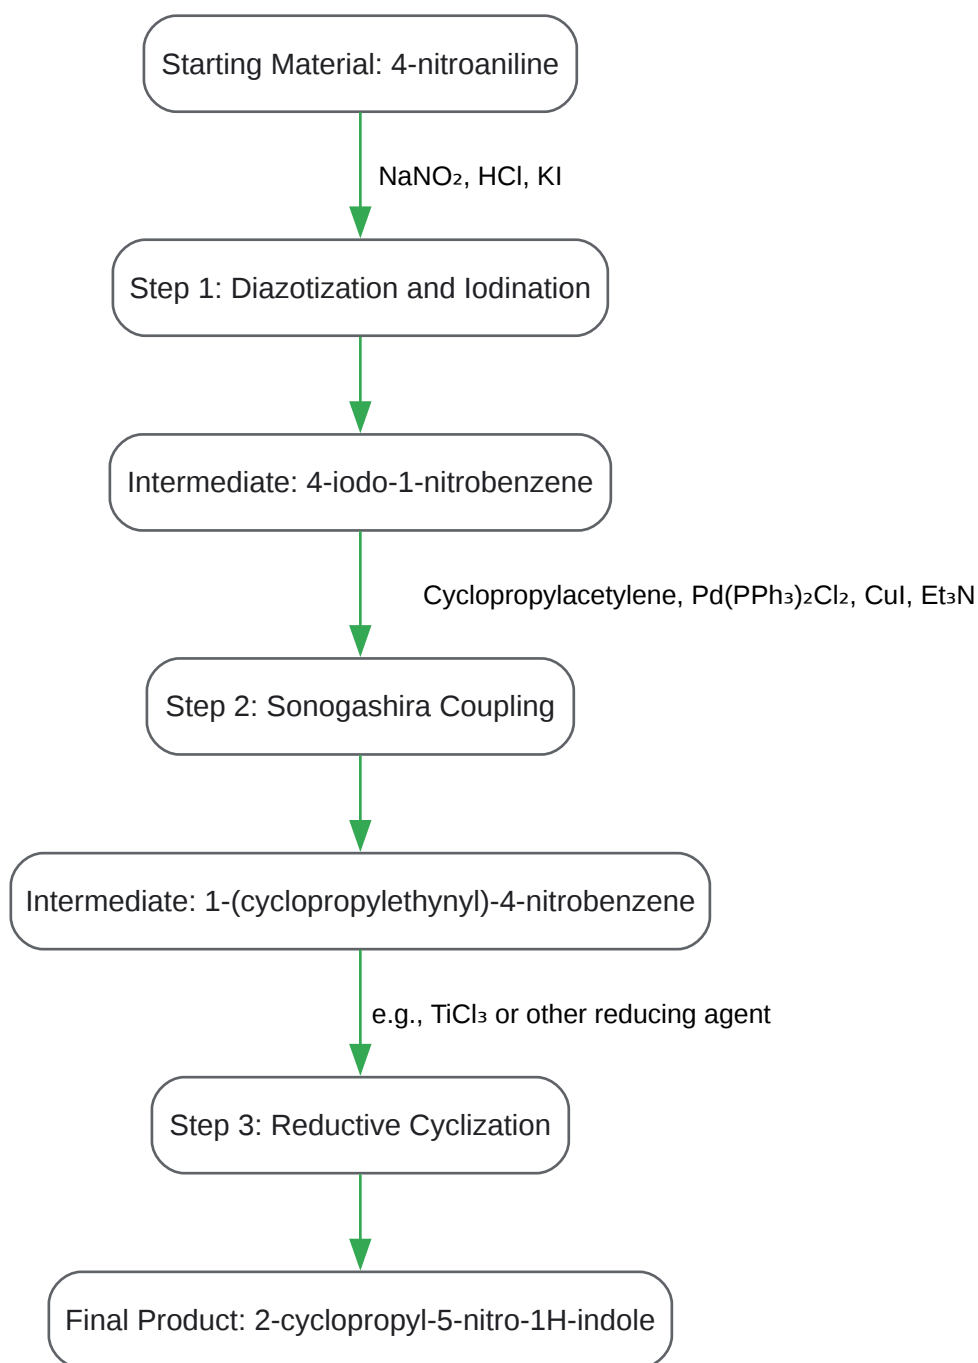 Starting Material: 4-nitroaniline
NaNO₂, HCl, KI
Step 1: Diazotization and Iodination
Intermediate: 4-iodo-1-nitrobenzene
Cyclopropylacetylene, Pd(PPh₃)₂Cl₂, CuI, Et₃N
Step 2: Sonogashira Coupling
Intermediate: 1-(cyclopropylethynyl)-4-nitrobenzene
e.g., TiCl₃ or other reducing agent
Step 3: Reductive Cyclization
Final Product: 2-cyclopropyl-5-nitro-1H-indole